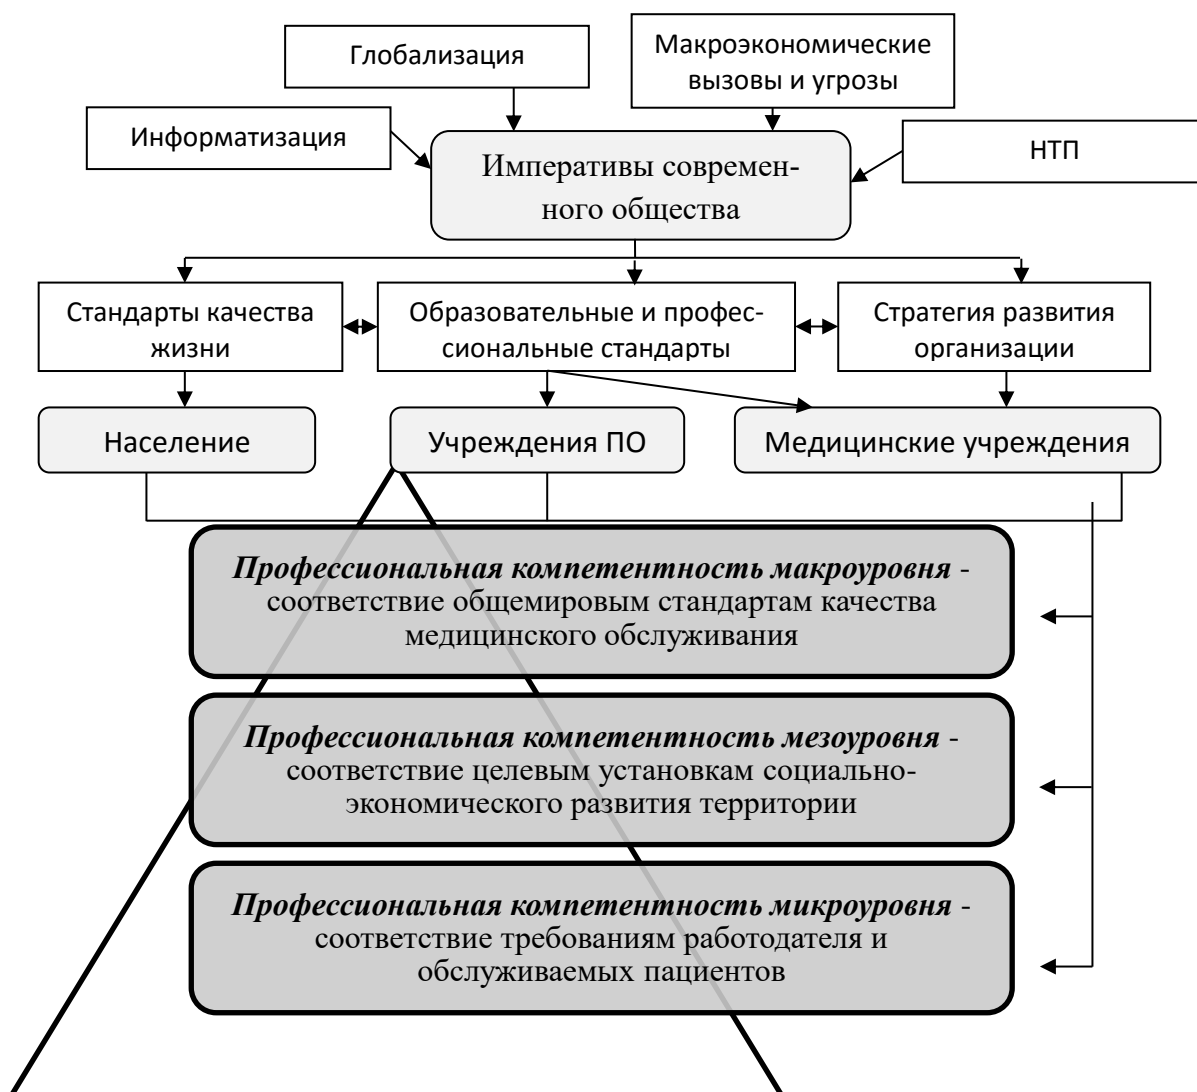 Глобализация
Макроэкономические
вызовы и угрозы
Информатизация
НТП
Императивы современ-
ного общества
Стандарты качества
жизни
Образовательные и профес-
сиональные стандарты
Стратегия развития
организации
Население
Учреждения ПО
Медицинские учреждения
Профессиональная компетентность макроуровня -
соответствие общемировым стандартам качества
медицинского обслуживания
Профессиональная компетентность мезоуровня -
соответствие целевым установкам социально-
экономического развития территории
Профессиональная компетентность микроуровня -
соответствие требованиям работодателя и
обслуживаемых пациентов